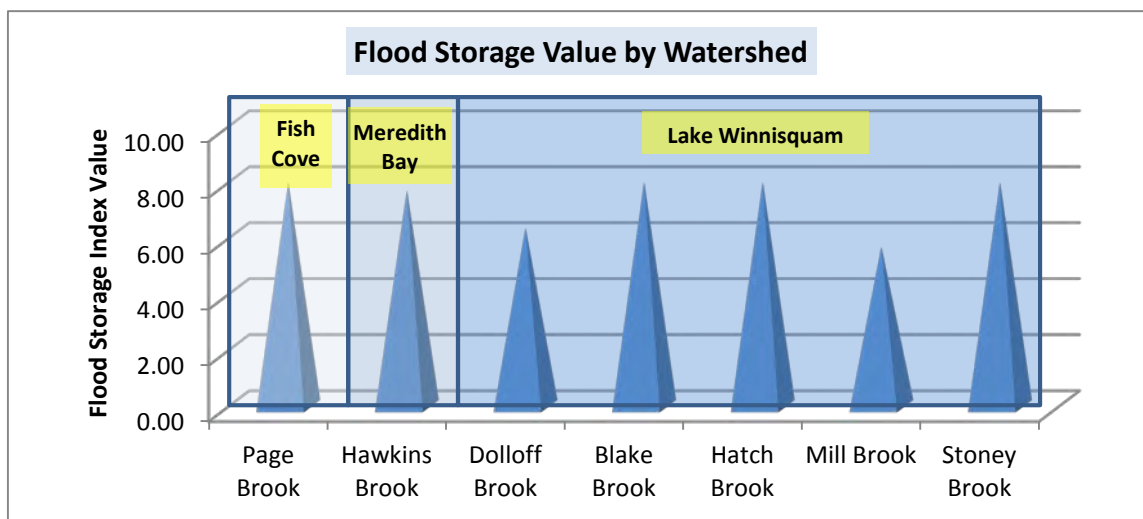 Flood Storage Value by Watershed
Flood Storage Index Value
10.00
8.00
6.00
4.00
2.00
0.00
Fish
Cove
Meredith
Bay
Lake Winnisquam
Page
Brook
Hawkins
Brook
Dolloff
Brook
Blake
Brook
Hatch
Brook
Mill Brook
Stoney
Brook